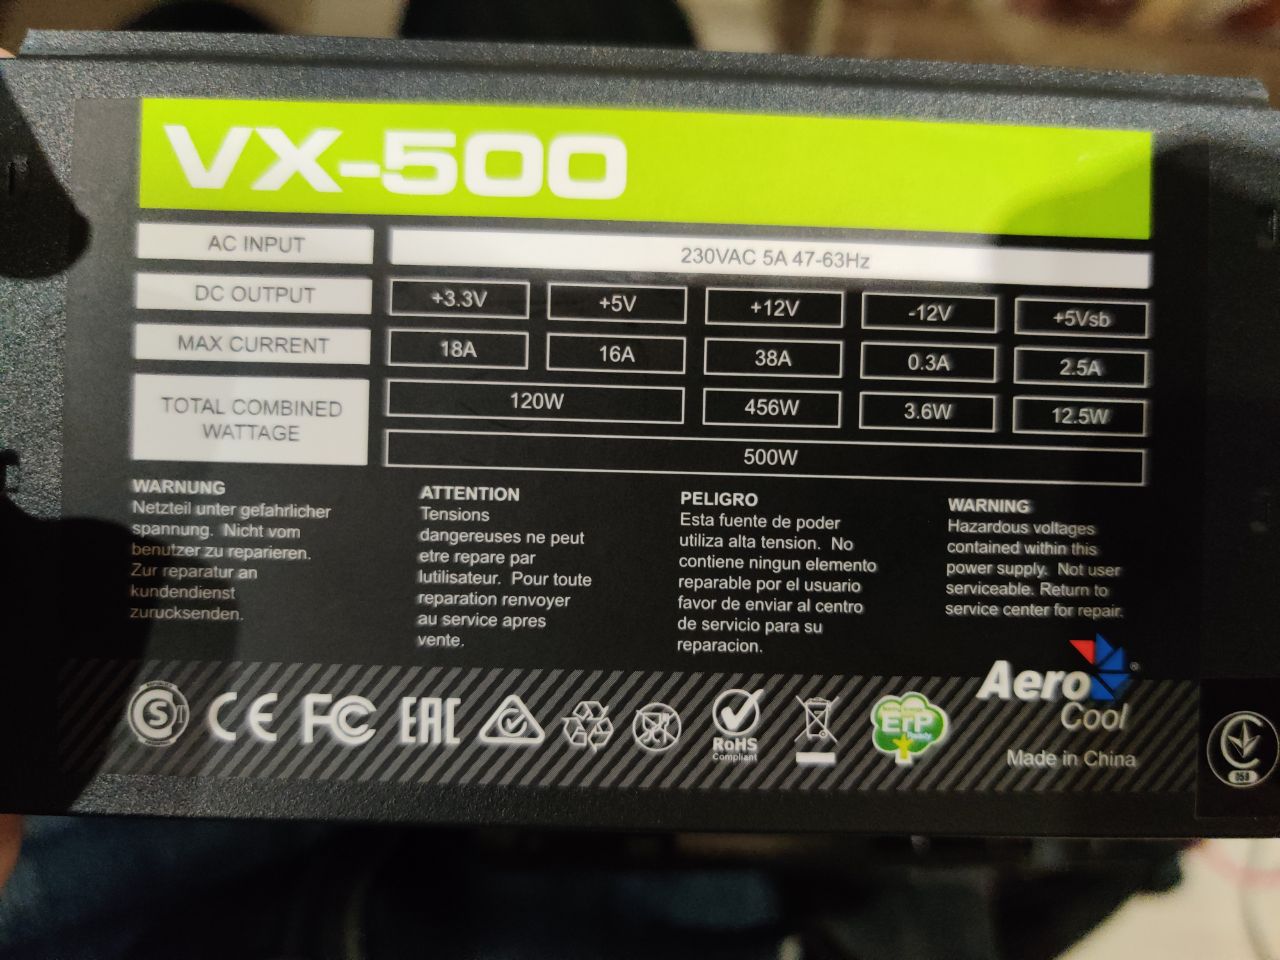 VX-500
AC INPUT 230VAC 5A 47-63Hz
DC OUTPUT +3.3V +5V +12V -12V +5Vsb
MAX CURRENT 18A 16A 38A 0.3A 2.5A
TOTAL COMBINED
WATTAGE
120W 456W 3.6W 12.5W
500W
WARNUNG
Netzteil unter gefahrlicher
spannung. Nicht vom
benutzer zu reparieren.
Zur reparatur an
kundendienst
zurucksenden.
ATTENTION
Tensions
dangereuses ne peut
etre repare par
lutilisateur. Pour toute
reparation renvoyer
au service apres
vente.
PELIGRO
Esta fuente de poder
utiliza alta tension. No
contiene ningun elemento
reparable por el usuario
favor de enviar al centro
de servicio para su
reparacion.
WARNING
Hazardous voltages
contained within this
power supply. Not user
serviceable. Return to
service center for repair.
CE FC EAC
RoHS
Compliant
ErP
Ready
Aero
Cool
®
Made in China
058